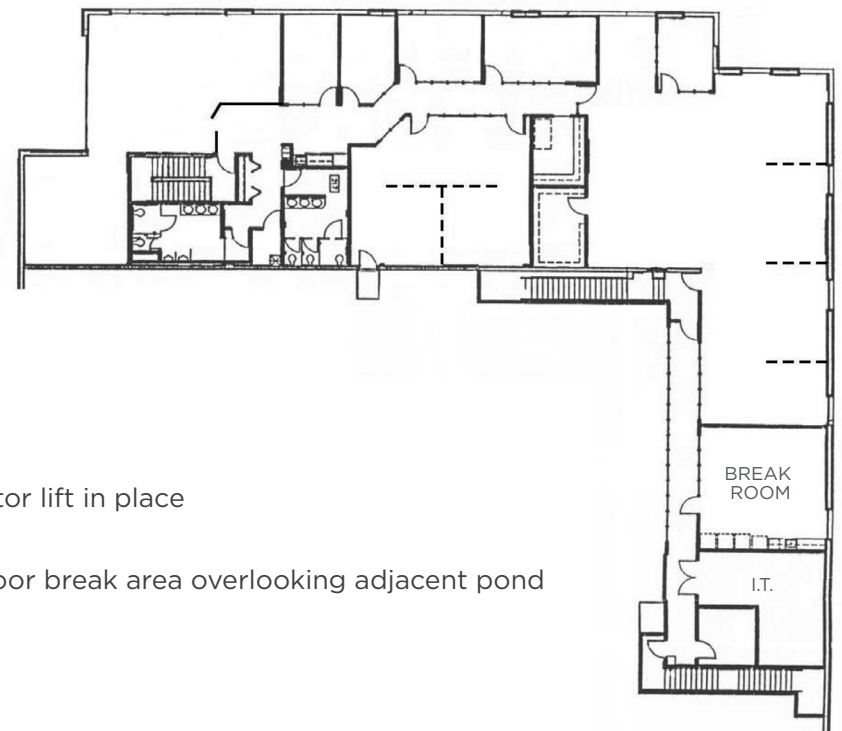 BREAK
ROOM
tor lift in place
I.T.
oor break area overlooking adjacent pond